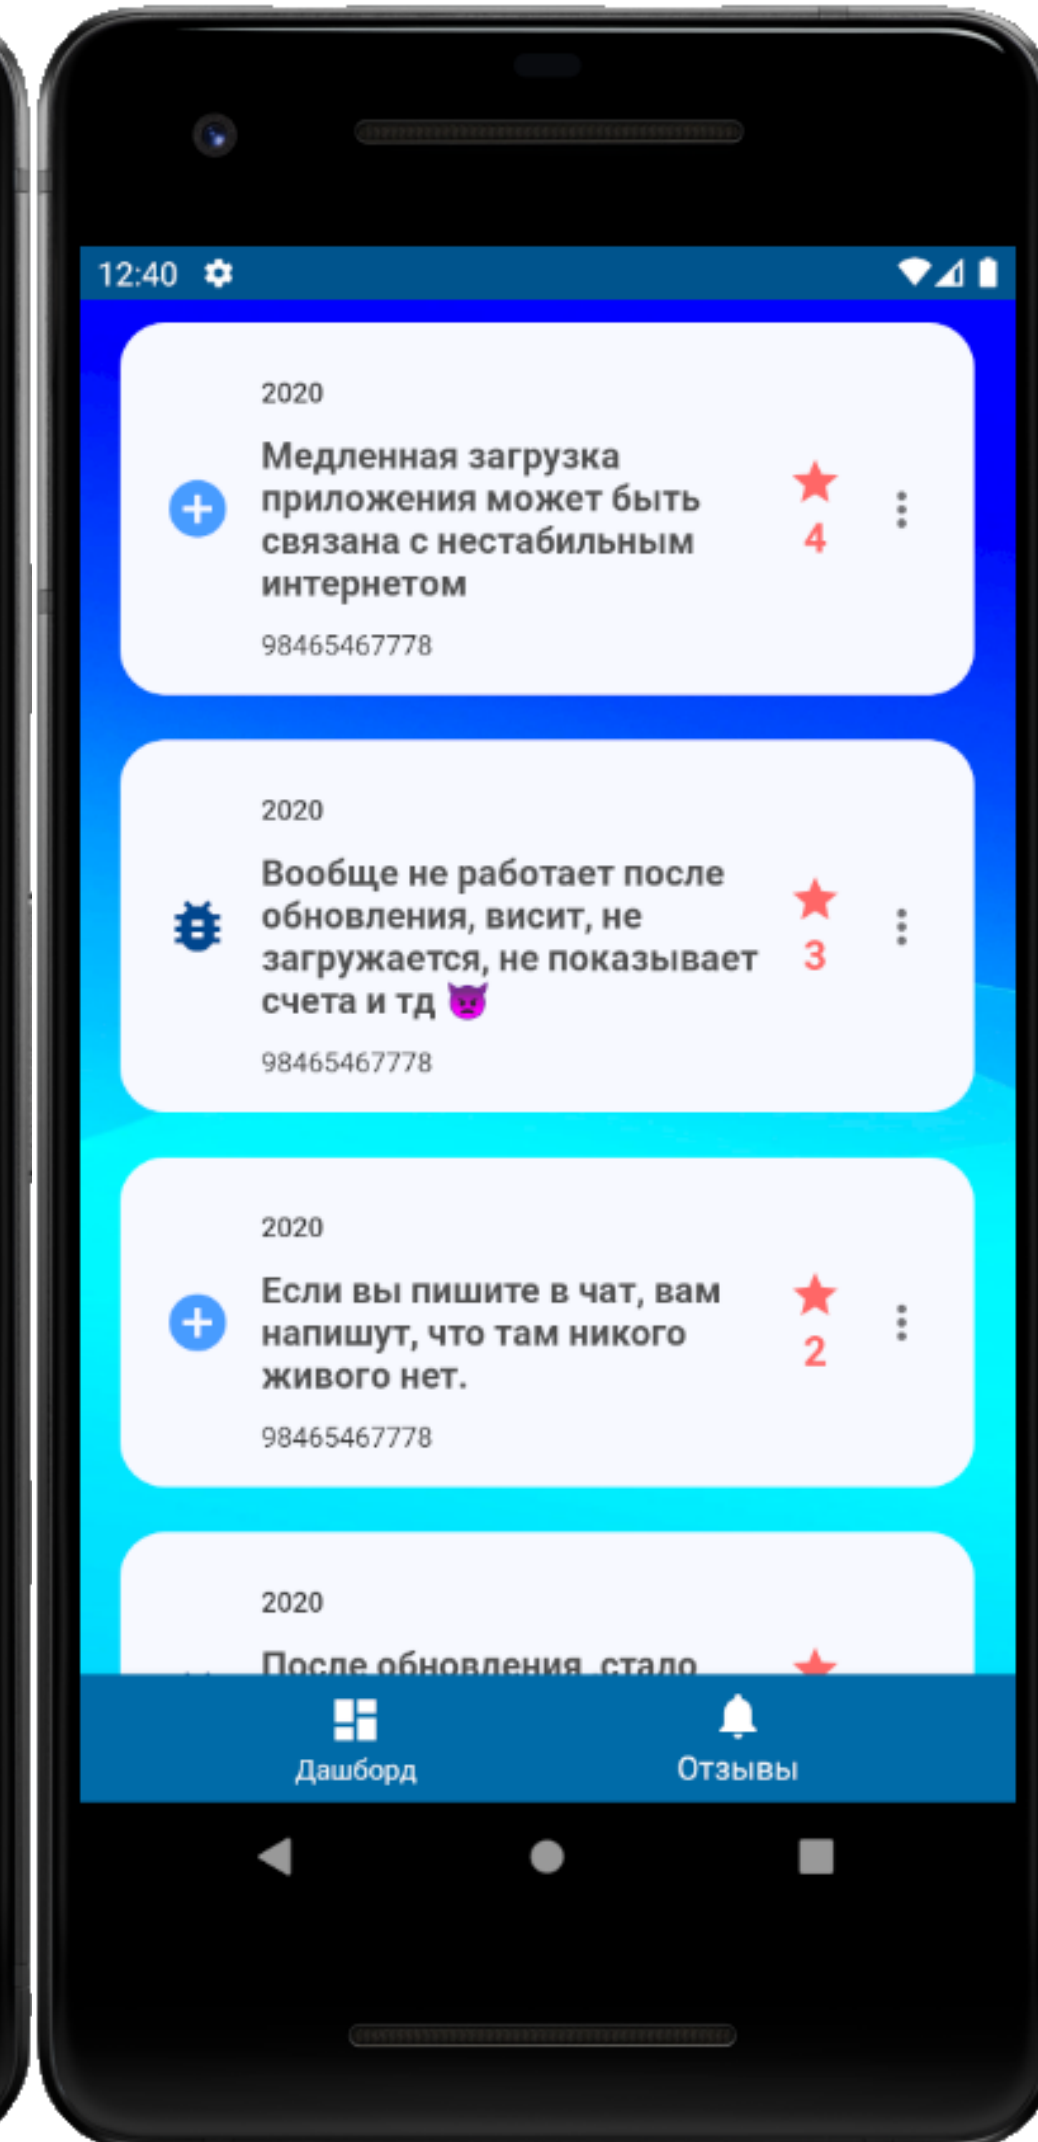 12:40
2020
Медленная загрузка
приложения может быть
связана с нестабильным
интернетом
4
98465467778
2020
Вообще не работает после
обновления, висит, не
загружается, не показывает
счета и тд 👿
3
98465467778
2020
Если вы пишите в чат, вам
напишут, что там никого
живого нет.
2
98465467778
2020
После обновления стало
Дашборд
Отзывы